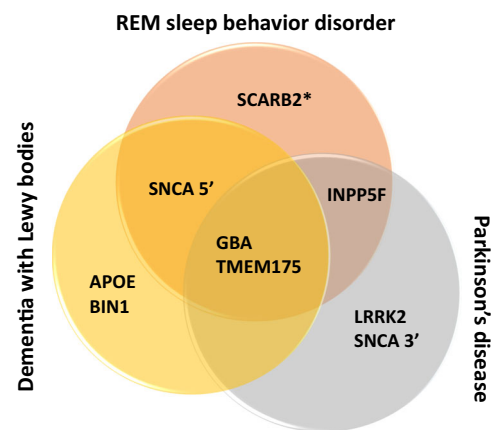 REM sleep behavior disorder
SCARB2*
Dementia with Lewy bodies
SNCA 5’
INPP5F
GBA
TMEM175
Parkinson’s disease
APOE
BIN1
LRRK2
SNCA 3’